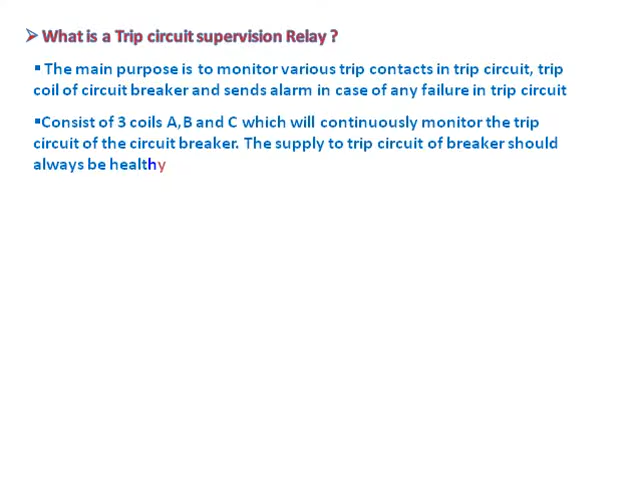 ➢ What is a Trip circuit supervision Relay ?
▪ The main purpose is to monitor various trip contacts in trip circuit, trip
coil of circuit breaker and sends alarm in case of any failure in trip circuit
▪Consist of 3 coils A,B and C which will continuously monitor the trip
circuit of the circuit breaker. The supply to trip circuit of breaker should
always be healthy